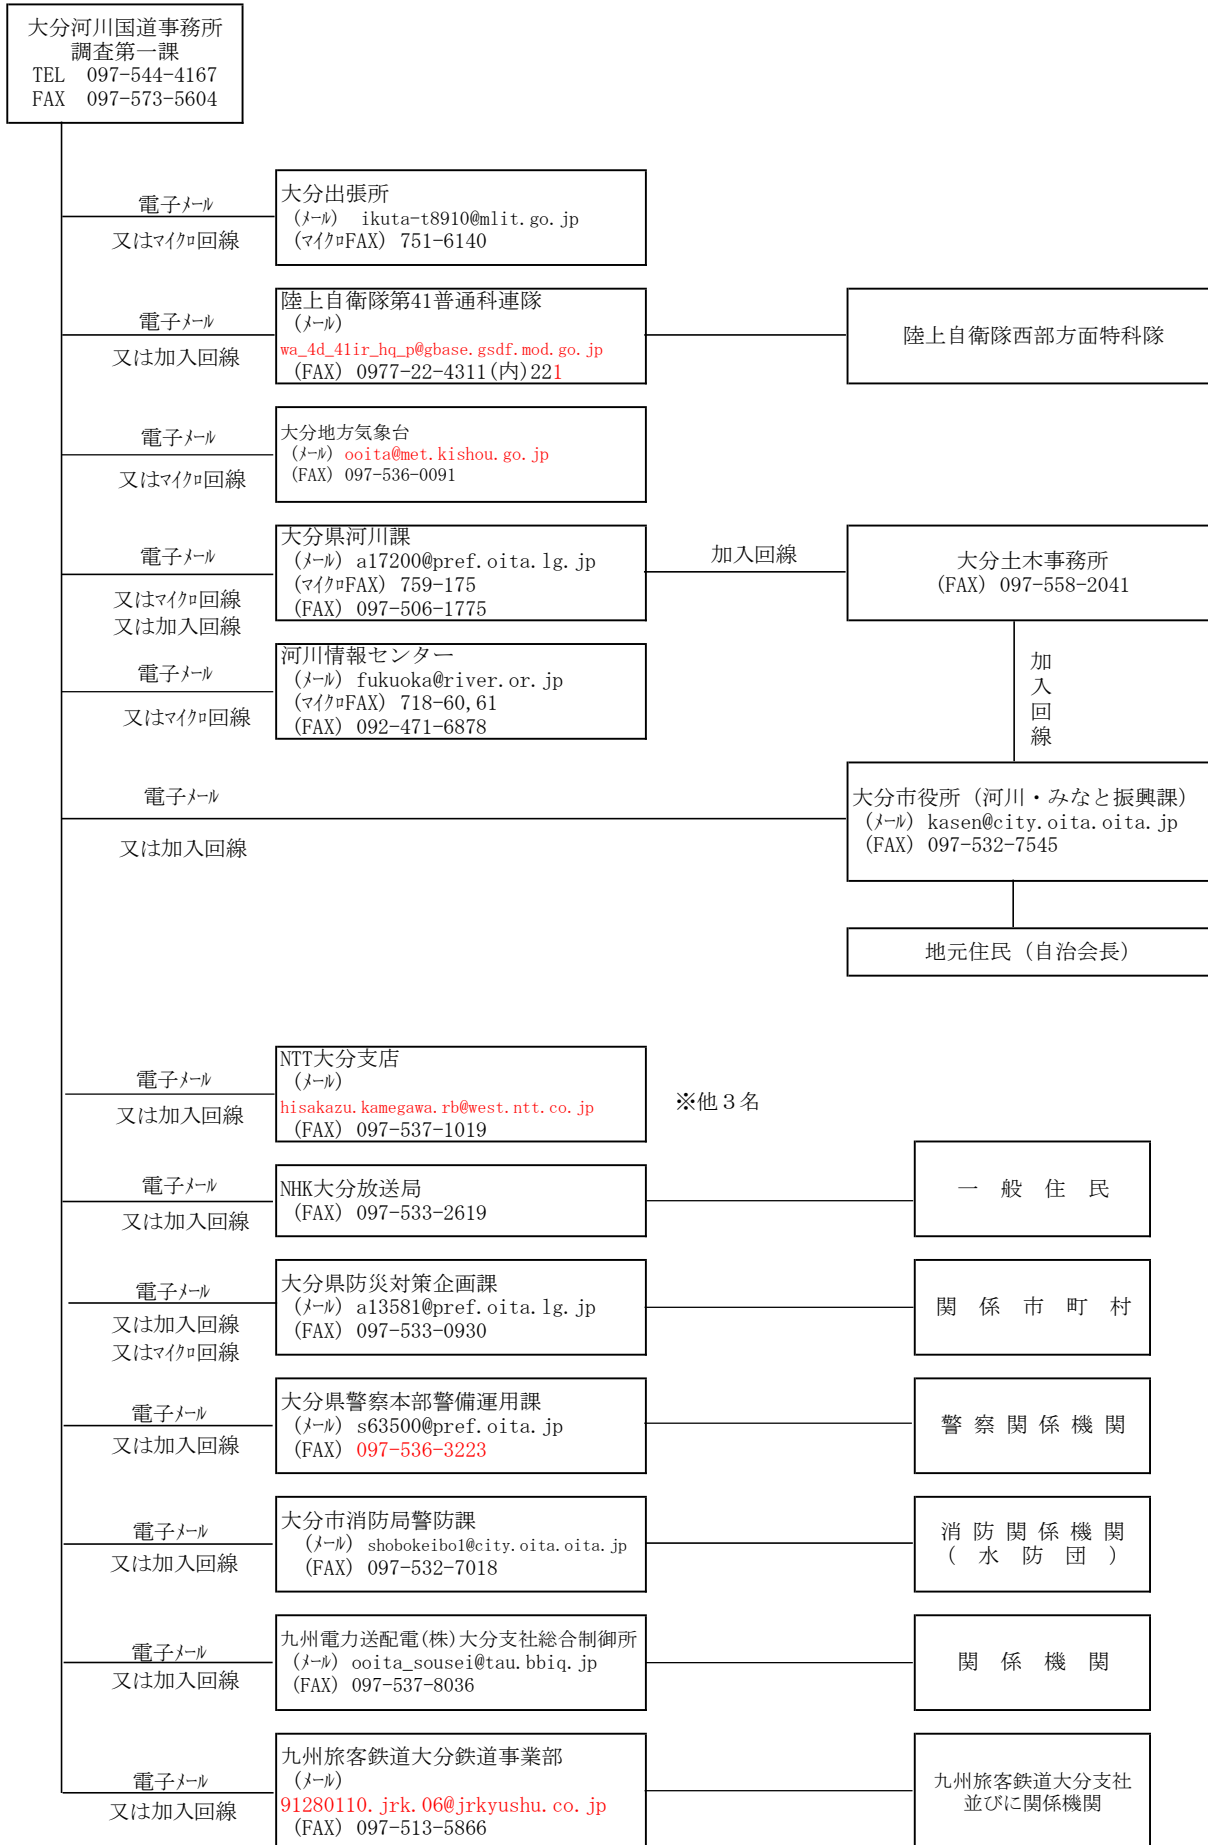 大分河川国道事務所
調査第一課
TEL 097-544-4167
FAX 097-573-5604
電子ﾒｰﾙ
又はﾏｲｸﾛ回線
大分出張所
(ﾒｰﾙ) ikuta-t8910@mlit.go.jp
(ﾏｲｸﾛFAX) 751-6140
電子ﾒｰﾙ
又は加入回線
陸上自衛隊第41普通科連隊
(ﾒｰﾙ)
wa_4d_41ir_hq_p@gbase.gsdf.mod.go.jp
(FAX) 0977-22-4311(内)221
陸上自衛隊西部方面特科隊
電子ﾒｰﾙ
又はﾏｲｸﾛ回線
大分地方気象台
(ﾒｰﾙ) ooita@met.kishou.go.jp
(FAX) 097-536-0091
電子ﾒｰﾙ
又はﾏｲｸﾛ回線
又は加入回線
大分県河川課
(ﾒｰﾙ) a17200@pref.oita.lg.jp
(ﾏｲｸﾛFAX) 759-175
(FAX) 097-506-1775
加入回線
大分土木事務所
(FAX) 097-558-2041
電子ﾒｰﾙ
又はﾏｲｸﾛ回線
河川情報センター
(ﾒｰﾙ) fukuoka@river.or.jp
(ﾏｲｸﾛFAX) 718-60,61
(FAX) 092-471-6878
加入回線
電子ﾒｰﾙ
又は加入回線
大分市役所（河川・みなと振興課）
(ﾒｰﾙ) kasen@city.oita.oita.jp
(FAX) 097-532-7545
地元住民（自治会長）
電子ﾒｰﾙ
又は加入回線
NTT大分支店
(ﾒｰﾙ)
hisakazu.kamegawa.rb@west.ntt.co.jp
(FAX) 097-537-1019
※他３名
電子ﾒｰﾙ
又は加入回線
NHK大分放送局
(FAX) 097-533-2619
一般住民
電子ﾒｰﾙ
又は加入回線
又はﾏｲｸﾛ回線
大分県防災対策企画課
(ﾒｰﾙ) a13581@pref.oita.lg.jp
(FAX) 097-533-0930
関係市町村
電子ﾒｰﾙ
又は加入回線
大分県警察本部警備運用課
(ﾒｰﾙ) s63500@pref.oita.jp
(FAX) 097-536-3223
警察関係機関
電子ﾒｰﾙ
又は加入回線
大分市消防局警防課
(ﾒｰﾙ) shobokeibo1@city.oita.oita.jp
(FAX) 097-532-7018
消防関係機関
（水防団）
電子ﾒｰﾙ
又は加入回線
九州電力送配電(株)大分支社総合制御所
(ﾒｰﾙ) ooita_sousei@tau.bbiq.jp
(FAX) 097-537-8036
関係機関
電子ﾒｰﾙ
又は加入回線
九州旅客鉄道大分鉄道事業部
(ﾒｰﾙ)
91280110.jrk.06@jrkyushu.co.jp
(FAX) 097-513-5866
九州旅客鉄道大分支社
並びに関係機関